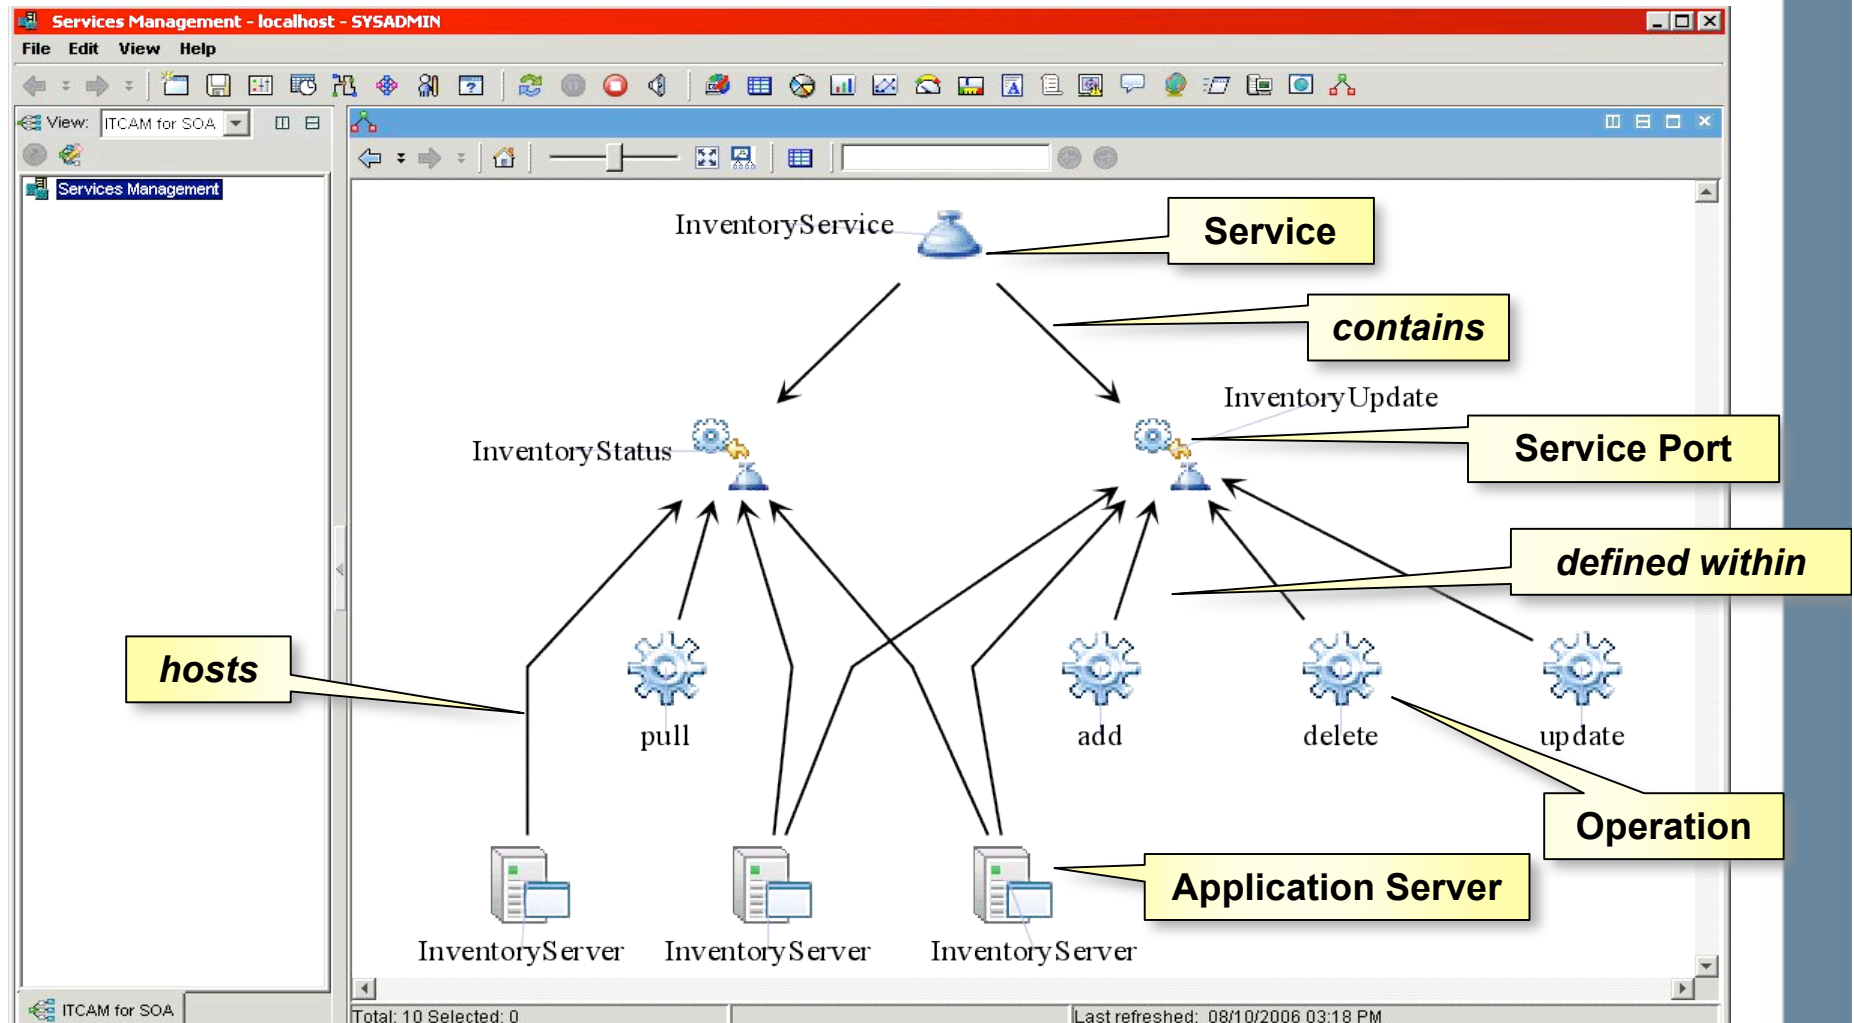 Services Management - localhost - SYSADMIN
File Edit View Help
View: ITCAM for SOA
Services Management
InventoryService
Service
contains
InventoryUpdate
InventoryStatus
Service Port
defined within
hosts
pull
add
delete
update
Operation
Application Server
InventoryServer
InventoryServer
InventoryServer
ITCAM for SOA
Total: 10 Selected: 0
Last refreshed: 08/10/2006 03:18 PM